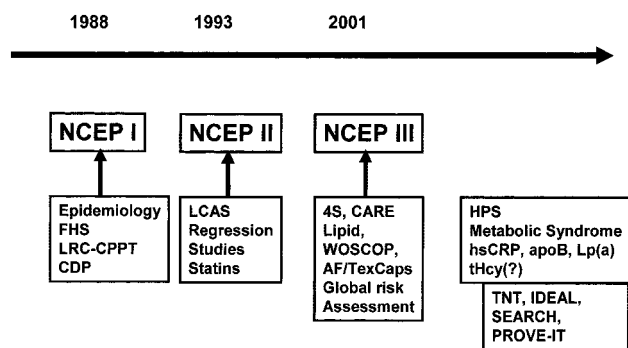 1988 1993 2001
NCEP I NCEP II NCEP III
Epidemiology
FHS
LRC-CPPT
CDP
LCAS
Regression
Studies
Statins
4S, CARE
Lipid,
WOSCOP,
AF/TexCaps
Global risk
Assessment
HPS
Metabolic Syndrome
hsCRP, apoB, Lp(a)
tHcy(?)
TNT, IDEAL,
SEARCH,
PROVE-IT